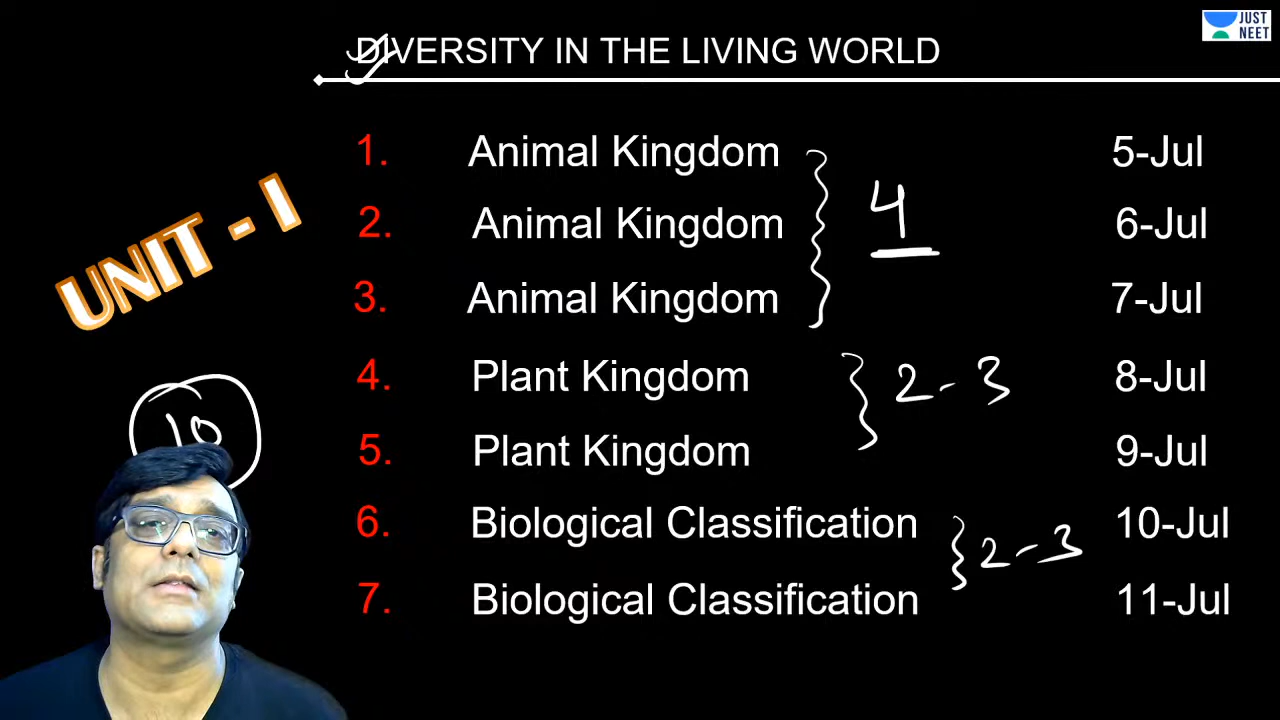 JUST
NEET
DIVERSITY IN THE LIVING WORLD
UNIT - I
1. Animal Kingdom 5-Jul
2. Animal Kingdom 4 6-Jul
3. Animal Kingdom 7-Jul
4. Plant Kingdom 2-3 8-Jul
10
5. Plant Kingdom 9-Jul
6. Biological Classification 2-3 10-Jul
7. Biological Classification 11-Jul